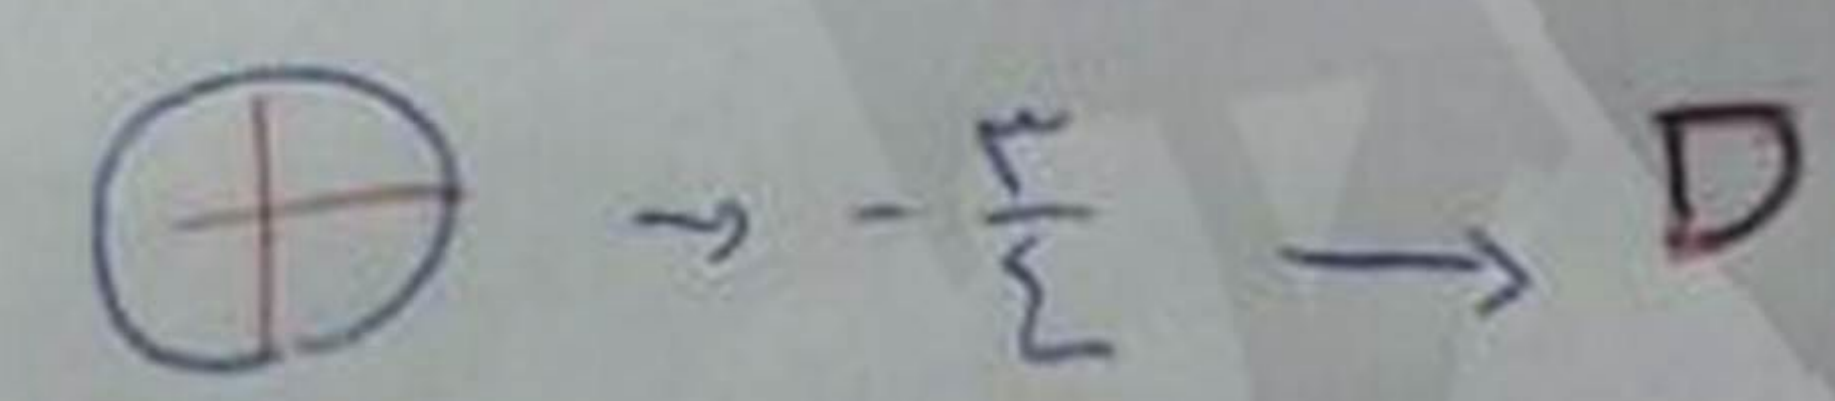 ⊕ → - ٣/٤ → D